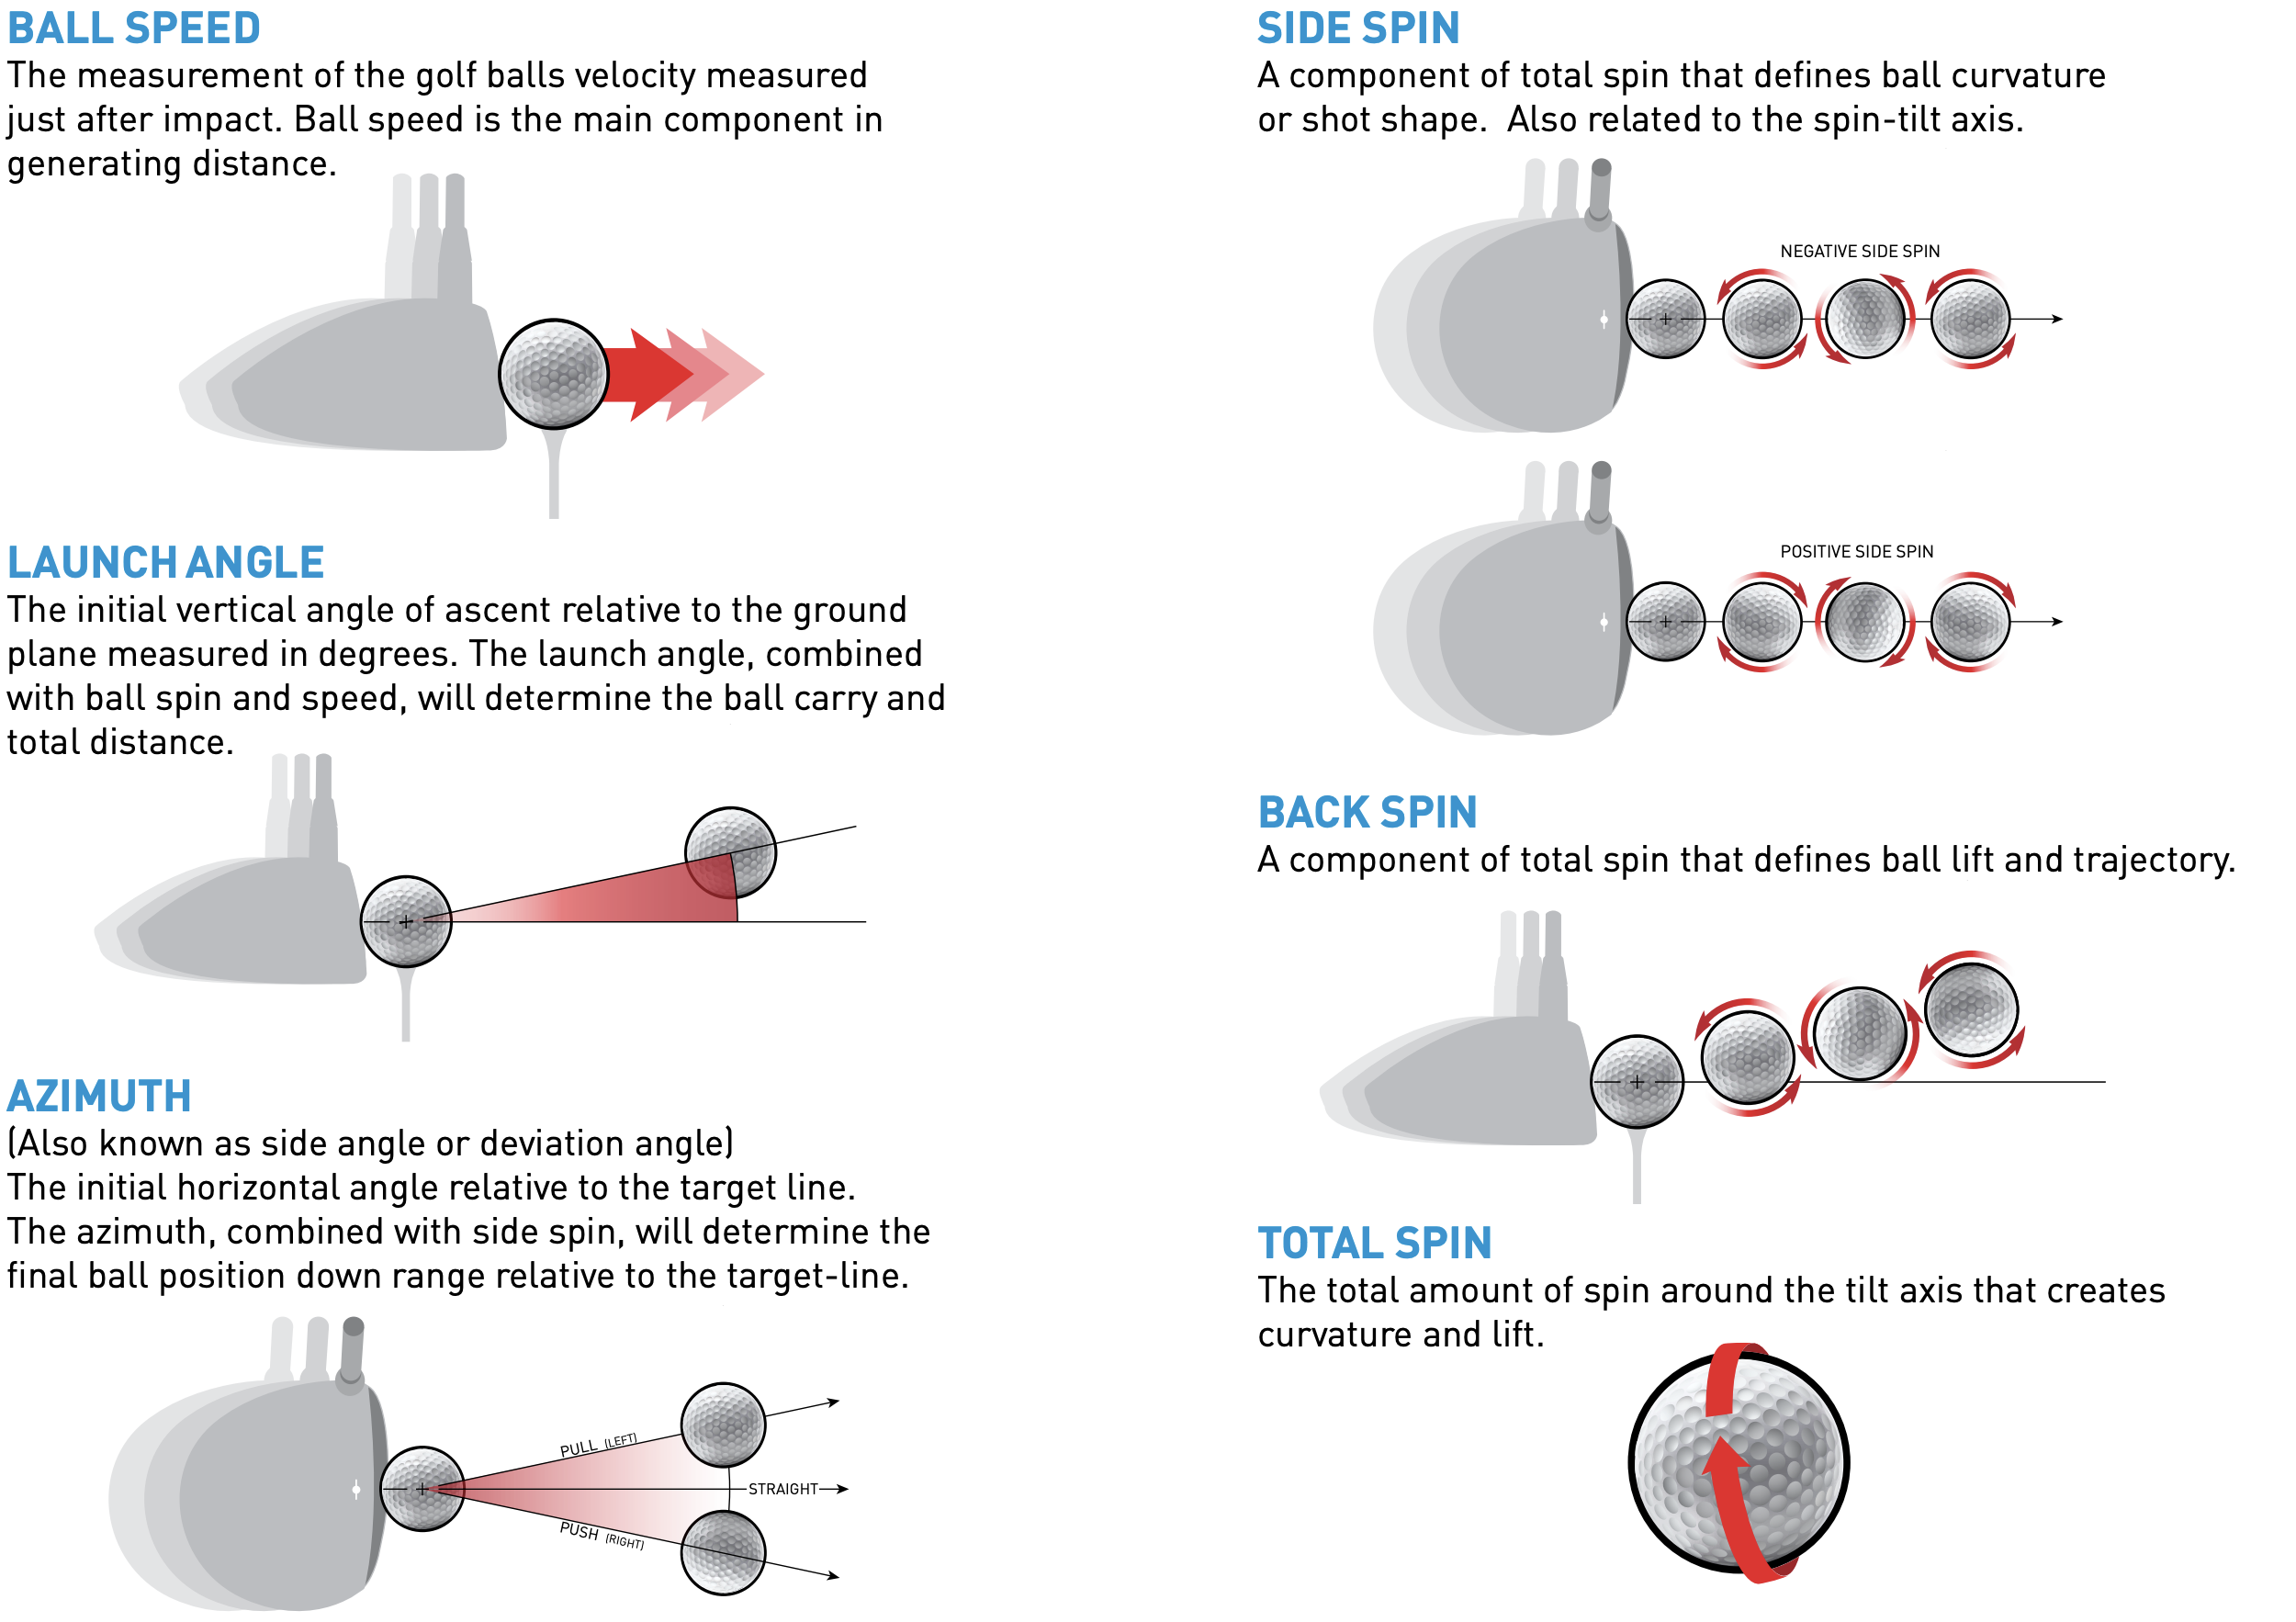 BALL SPEED
The measurement of the golf balls velocity measured
just after impact. Ball speed is the main component in
generating distance.
LAUNCH ANGLE
The initial vertical angle of ascent relative to the ground
plane measured in degrees. The launch angle, combined
with ball spin and speed, will determine the ball carry and
total distance.
AZIMUTH
(Also known as side angle or deviation angle)
The initial horizontal angle relative to the target line.
The azimuth, combined with side spin, will determine the
final ball position down range relative to the target-line.
PULL (LEFT)
STRAIGHT
PUSH (RIGHT)
SIDE SPIN
A component of total spin that defines ball curvature
or shot shape.  Also related to the spin-tilt axis.
NEGATIVE SIDE SPIN
POSITIVE SIDE SPIN
BACK SPIN
A component of total spin that defines ball lift and trajectory.
TOTAL SPIN
The total amount of spin around the tilt axis that creates
curvature and lift.